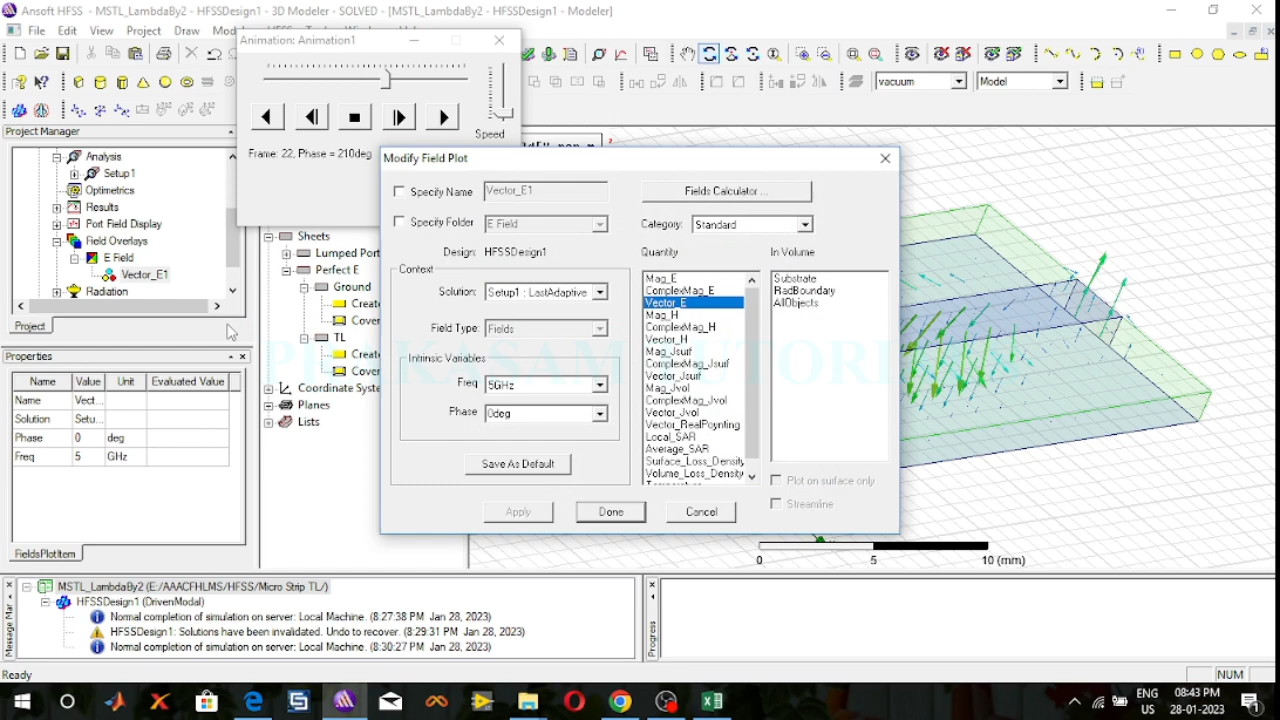 Ansoft HFSS - MSTL_LambdaBy2 - HFSSDesign1 - 3D Modeler - SOLVED - [MSTL_LambdaBy2 - HFSSDesign1 - Modeler]
File Edit View Project Draw
Animation: Animation1
vacuum
Model
Speed
Frame: 22, Phase = 210deg
Project Manager
Analysis
Setup1
Optimetrics
Results
Port Field Display
Field Overlays
E Field
Vector_E1
Radiation
Project
Properties
Name Value Unit Evaluated Value
Name Vect...
Solution Setu...
Phase 0 deg
Freq 5 GHz
FieldsPlotItem
Sheets
Lumped Port
Perfect E
Ground
Create
Cover
TL
Create
Cover
Coordinate Syste
Planes
Lists
Modify Field Plot
Specify Name Vector_E1
Fields Calculator ...
Specify Folder E Field
Category: Standard
Design: HFSSDesign1
Quantity
In Volume
Context
Solution: Setup1 : LastAdaptive
Field Type: Fields
Intrinsic Variables
Freq 5GHz
Phase 0deg
Save As Default
Mag_E
ComplexMag_E
Vector_E
Mag_H
ComplexMag_H
Vector_H
Mag_Jsurf
ComplexMag_Jsurf
Vector_Jsurf
Mag_Jvol
ComplexMag_Jvol
Vector_Jvol
Vector_RealPoynting
Local_SAR
Average_SAR
Surface_Loss_Density
Volume_Loss_Density
Substrate
RadBoundary
AllObjects
Plot on surface only
Streamline
Apply Done Cancel
0 5 10 (mm)
MSTL_LambdaBy2 (E:/AAACFHLMS/HFSS/Micro Strip TL/)
HFSSDesign1 (DrivenModal)
Normal completion of simulation on server: Local Machine. (8:27:38 PM Jan 28, 2023)
HFSSDesign1: Solutions have been invalidated. Undo to recover. (8:29:31 PM Jan 28, 2023)
Normal completion of simulation on server: Local Machine. (8:30:27 PM Jan 28, 2023)
Message Mar
Progress
Ready
NUM
ENG
US
08:43 PM
28-01-2023